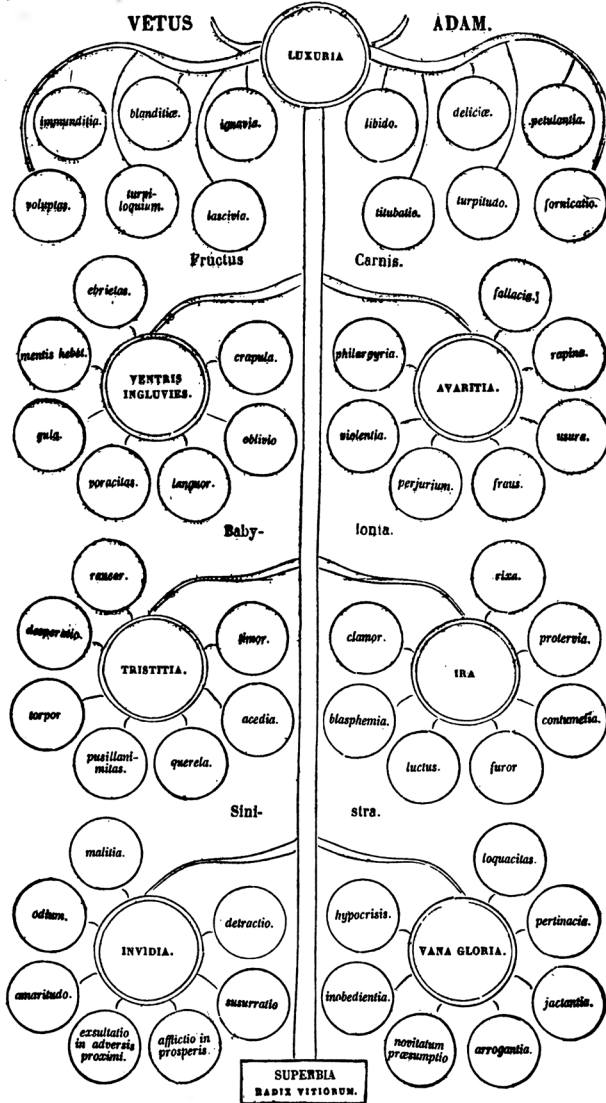 VETUS ADAM.
LUXURIA
immunditia.
blanditiæ.
ignavia.
libido.
deliciæ.
petulantia.
voluptas.
turpi-
loquium.
lascivia.
titubatio.
turpitudo.
fornicatio.
Fructus Carnis.
ebrietas.
mentis hebet.
crapula.
VENTRIS
INGLUVIES.
gula.
oblivio
voracitas.
languor.
fallacia.
philargyria.
rapina.
AVARITIA.
violentia.
usura.
perjurium.
fraus.
Baby- lonia.
rancor.
desperatio.
timor.
TRISTITIA.
torpor
acedia.
pusillani-
mitas.
querela.
rixa.
clamor.
protervia.
IRA
blasphemia.
contumelia.
luctus.
furor
Sini- stra.
malitia.
odium.
detractio.
INVIDIA.
amaritudo.
susurratio
exsultatio
in adversis
proximi.
afflictio in
prosperis.
loquacitas.
hypocrisis.
pertinacia.
VANA GLORIA.
inobedientia.
jactantia.
novitatum
præsumptio
arrogantia.
SUPERBIA
RADIX VITIORUM.